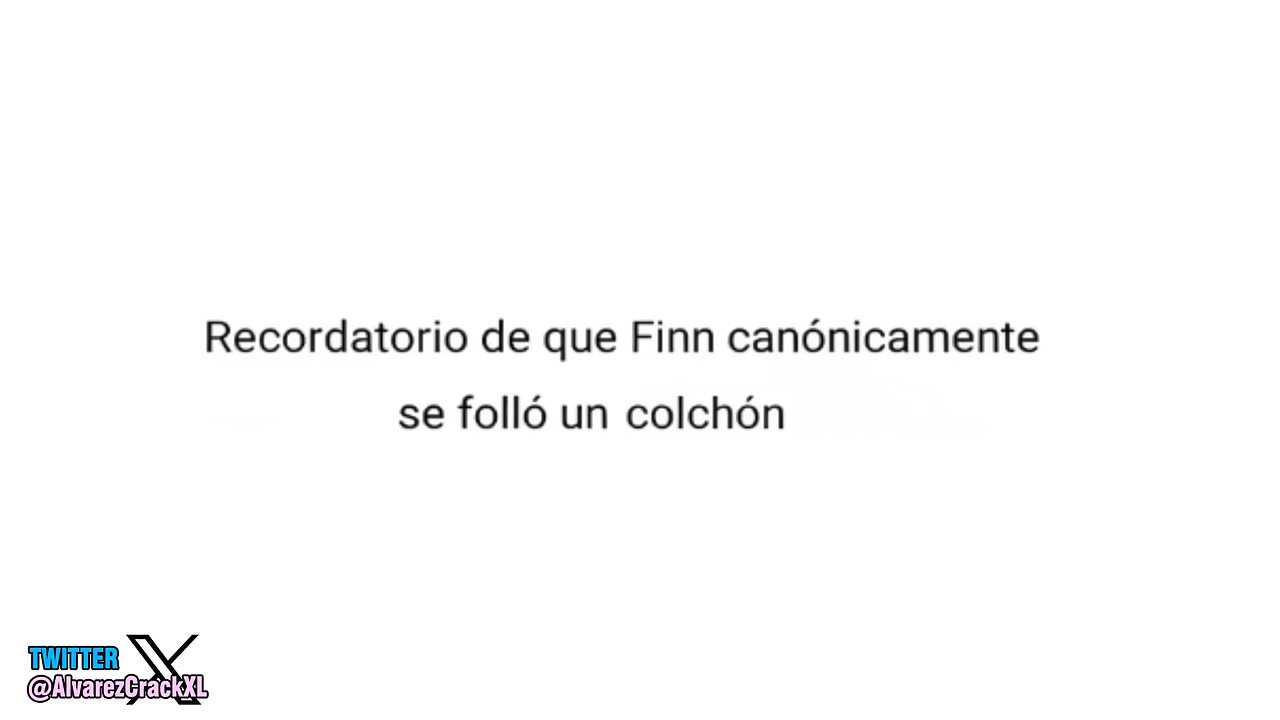 Recordatorio de que Finn canónicamente
se folló un colchón
TWITTER X
@AlvarezCrackXL